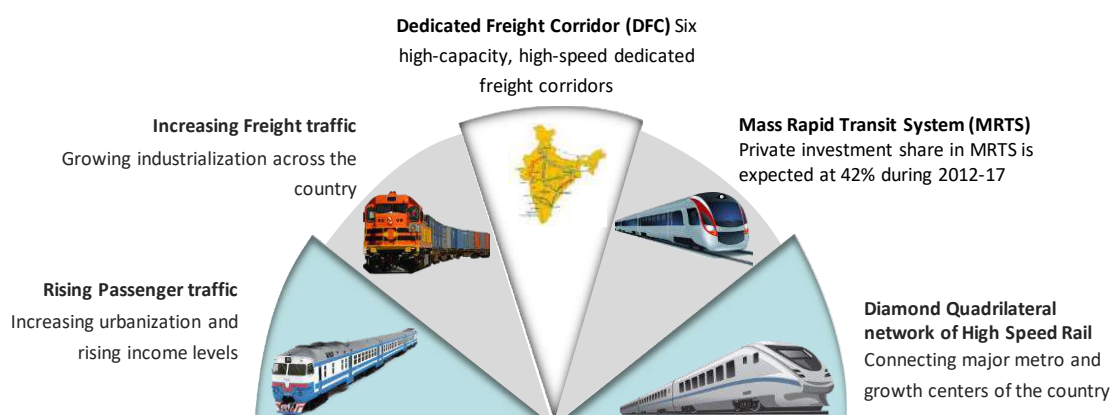 Dedicated Freight Corridor (DFC) Six
high-capacity, high-speed dedicated
freight corridors
Increasing Freight traffic
Growing industrialization across the
country
Mass Rapid Transit System (MRTS)
Private investment share in MRTS is
expected at 42% during 2012-17
Rising Passenger traffic
Increasing urbanization and
rising income levels
Diamond Quadrilateral
network of High Speed Rail
Connecting major metro and
growth centers of the country